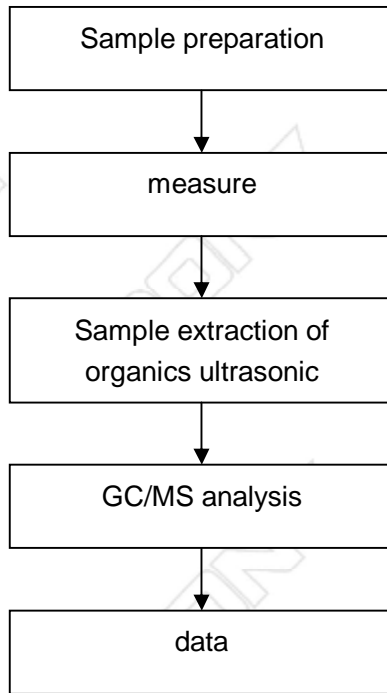 Sample preparation
measure
Sample extraction of
organics ultrasonic
GC/MS analysis
data